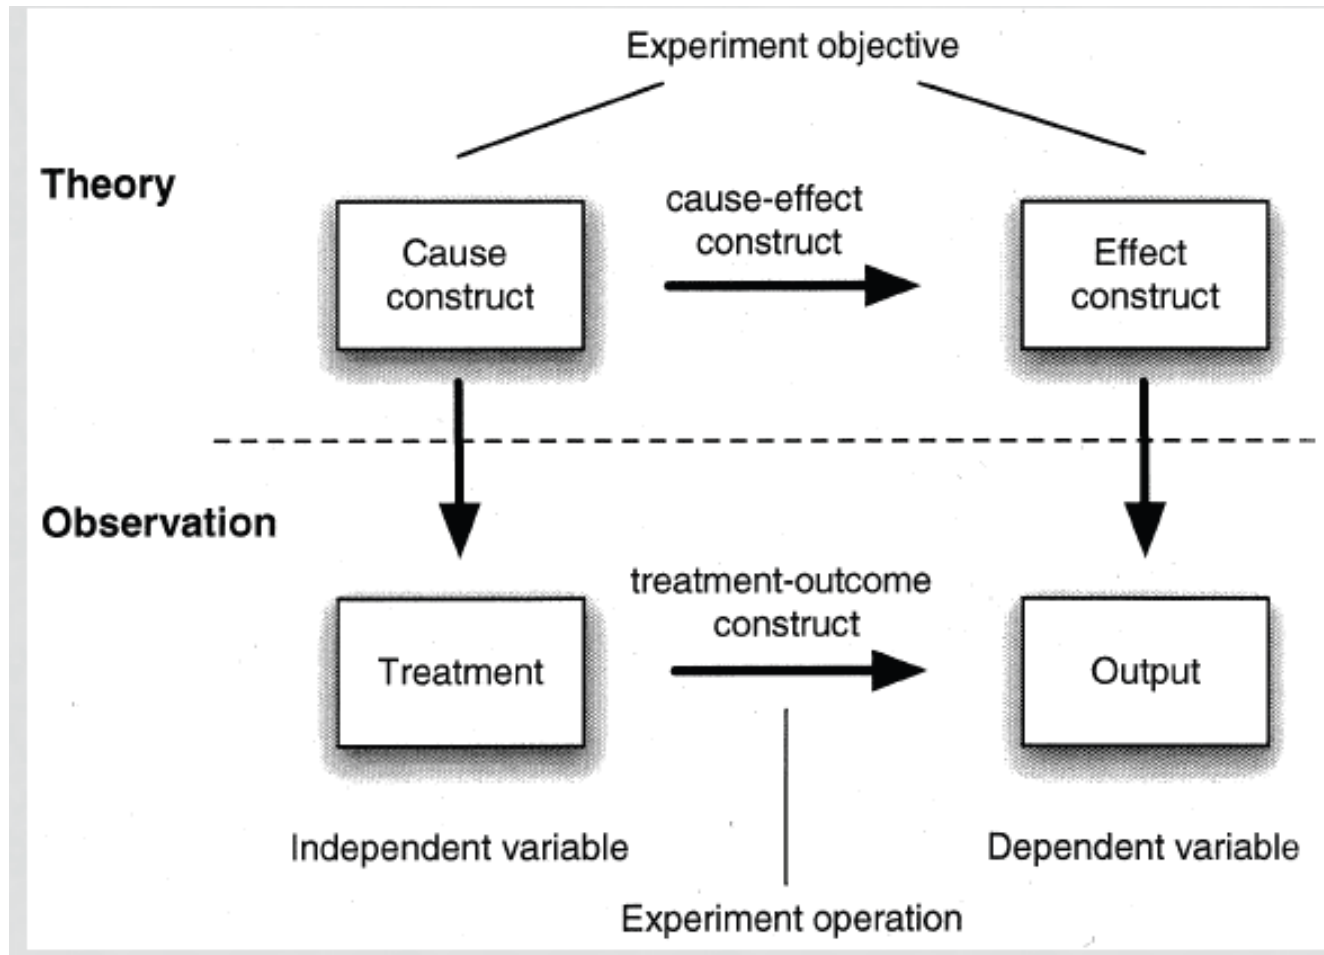 Experiment objective
Theory
cause-effect
construct
Cause
construct
Effect
construct
Observation
treatment-outcome
construct
Treatment
Output
Independent variable
Dependent variable
Experiment operation